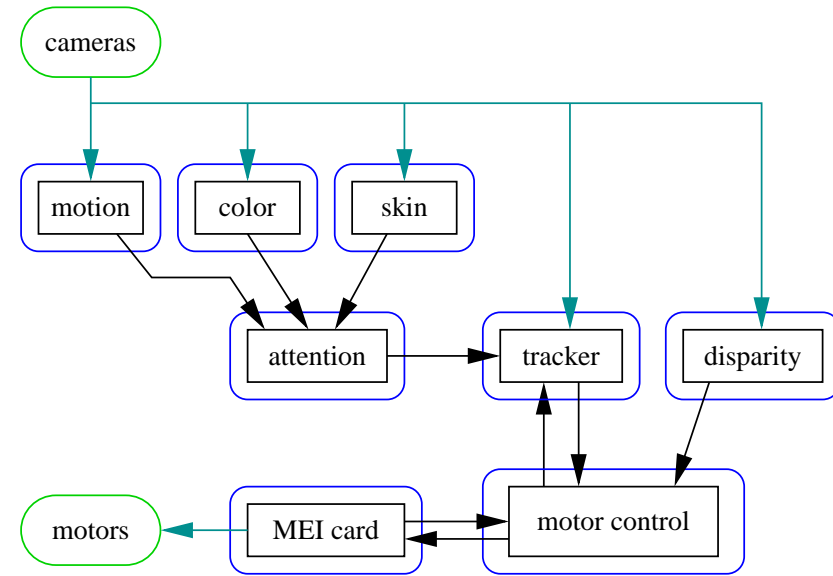 cameras
motion
color
skin
attention
tracker
disparity
motors
MEI card
motor control